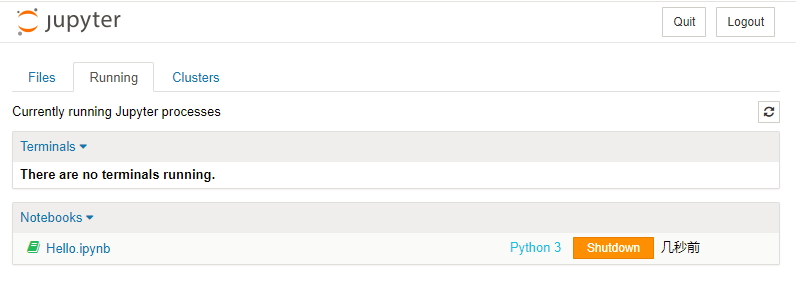 jupyter Quit Logout
Files Running Clusters
Currently running Jupyter processes
Terminals
There are no terminals running.
Notebooks
Hello.ipynb Python 3 Shutdown 几秒前